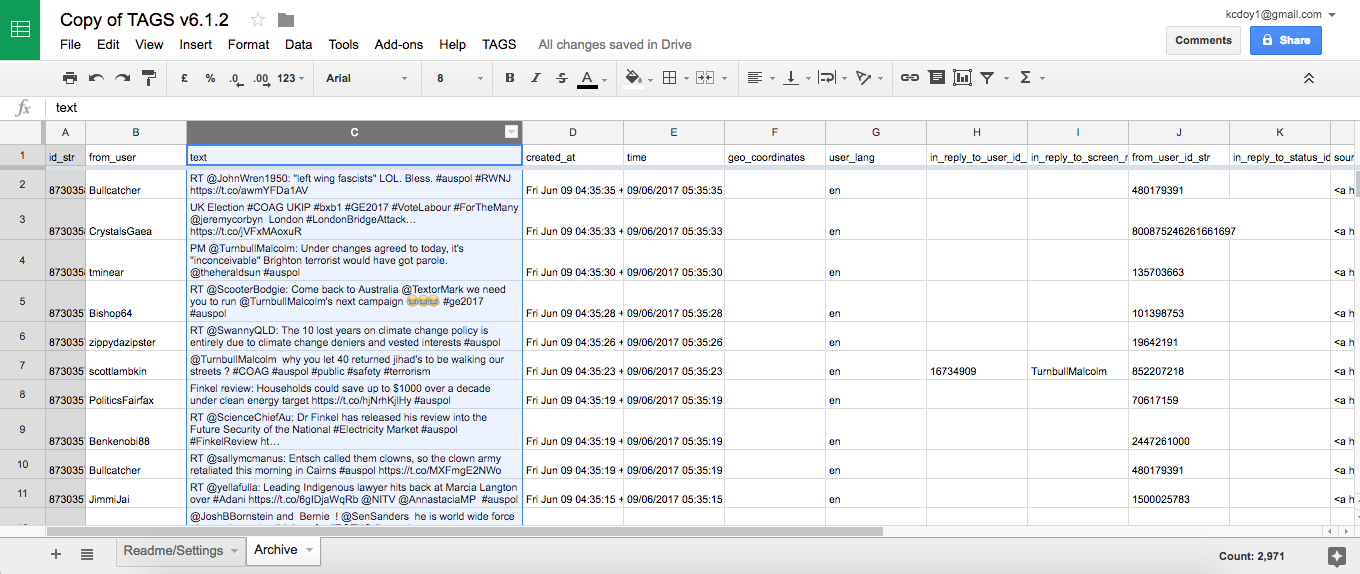 Copy of TAGS v6.1.2
kcdoy1@gmail.com
File Edit View Insert Format Data Tools Add-ons Help TAGS All changes saved in Drive
Comments Share
£ % .0 .00 123 Arial 8 B I S A Σ
fx text
A B C D E F G H I J K
1 id_str from_user text created_at time geo_coordinates user_lang in_reply_to_user_id_ in_reply_to_screen_r from_user_id_str in_reply_to_status_id sour
RT @JohnWren1950: "left wing fascists" LOL. Bless. #auspol #RWNJ
2 873035 Bullcatcher https://t.co/awmYFDa1AV Fri Jun 09 04:35:35 + 09/06/2017 05:35:35 en 480179391 <a h
UK Election #COAG UKIP #bxb1 #GE2017 #VoteLabour #ForTheMany
@jeremycorbyn London #LondonBridgeAttack…
3 873035 CrystalsGaea https://t.co/jVFxMAoxuR Fri Jun 09 04:35:33 + 09/06/2017 05:35:33 en 800875246261661697 <a h
PM @TurnbullMalcolm: Under changes agreed to today, it's
"inconceivable" Brighton terrorist would have got parole.
4 873035 tminear @theheraldsun #auspol Fri Jun 09 04:35:30 + 09/06/2017 05:35:30 en 135703663 <a h
RT @ScooterBodgie: Come back to Australia @TextorMark we need
you to run @TurnbullMalcolm's next campaign 😂😂😂 #ge2017
5 873035 Bishop64 #auspol Fri Jun 09 04:35:28 + 09/06/2017 05:35:28 en 101398753 <a h
RT @SwannyQLD: The 10 lost years on climate change policy is
6 873035 zippydazipster entirely due to climate change deniers and vested interests #auspol Fri Jun 09 04:35:26 + 09/06/2017 05:35:26 en 19642191 <a h
@TurnbullMalcolm why you let 40 returned jihad's to be walking our
7 873035 scottlambkin streets ? #COAG #auspol #public #safety #terrorism Fri Jun 09 04:35:23 + 09/06/2017 05:35:23 en 16734909 TurnbullMalcolm 852207218 <a h
Finkel review: Households could save up to $1000 over a decade
8 873035 PoliticsFairfax under clean energy target https://t.co/hjNrhKjlHy #auspol Fri Jun 09 04:35:19 + 09/06/2017 05:35:19 en 70617159 <a h
RT @ScienceChiefAu: Dr Finkel has released his review into the
Future Security of the National #Electricity Market #auspol
9 873035 Benkenobi88 #FinkelReview ht… Fri Jun 09 04:35:19 + 09/06/2017 05:35:19 en 2447261000 <a h
RT @sallymcmanus: Entsch called them clowns, so the clown army
10 873035 Bullcatcher retaliated this morning in Cairns #auspol https://t.co/MXFmgE2NWo Fri Jun 09 04:35:19 + 09/06/2017 05:35:19 en 480179391 <a h
RT @yellafulla: Leading Indigenous lawyer hits back at Marcia Langton
11 873035 JimmiJai over #Adani https://t.co/6gIDjaWqRb @NITV @AnnastaciaMP #auspol Fri Jun 09 04:35:15 + 09/06/2017 05:35:15 en 1500025783 <a h
@JoshBBornstein and Bernie ! @SenSanders he is world wide force
+ Readme/Settings Archive Count: 2,971